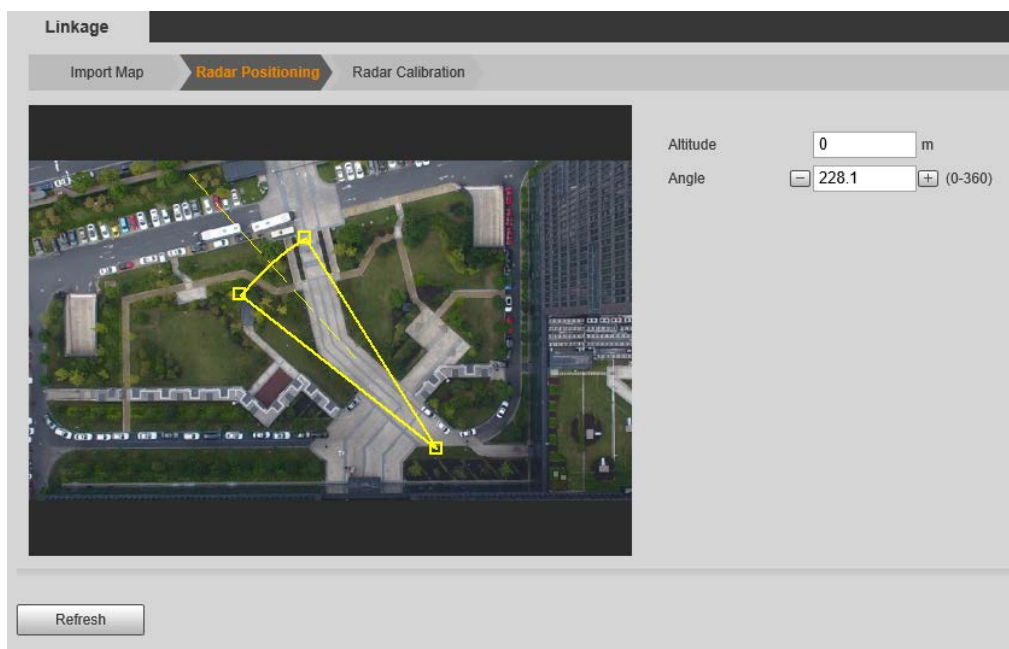 Linkage
Import Map Radar Positioning Radar Calibration
Altitude 0 m
Angle - 228.1 + (0-360)
Refresh